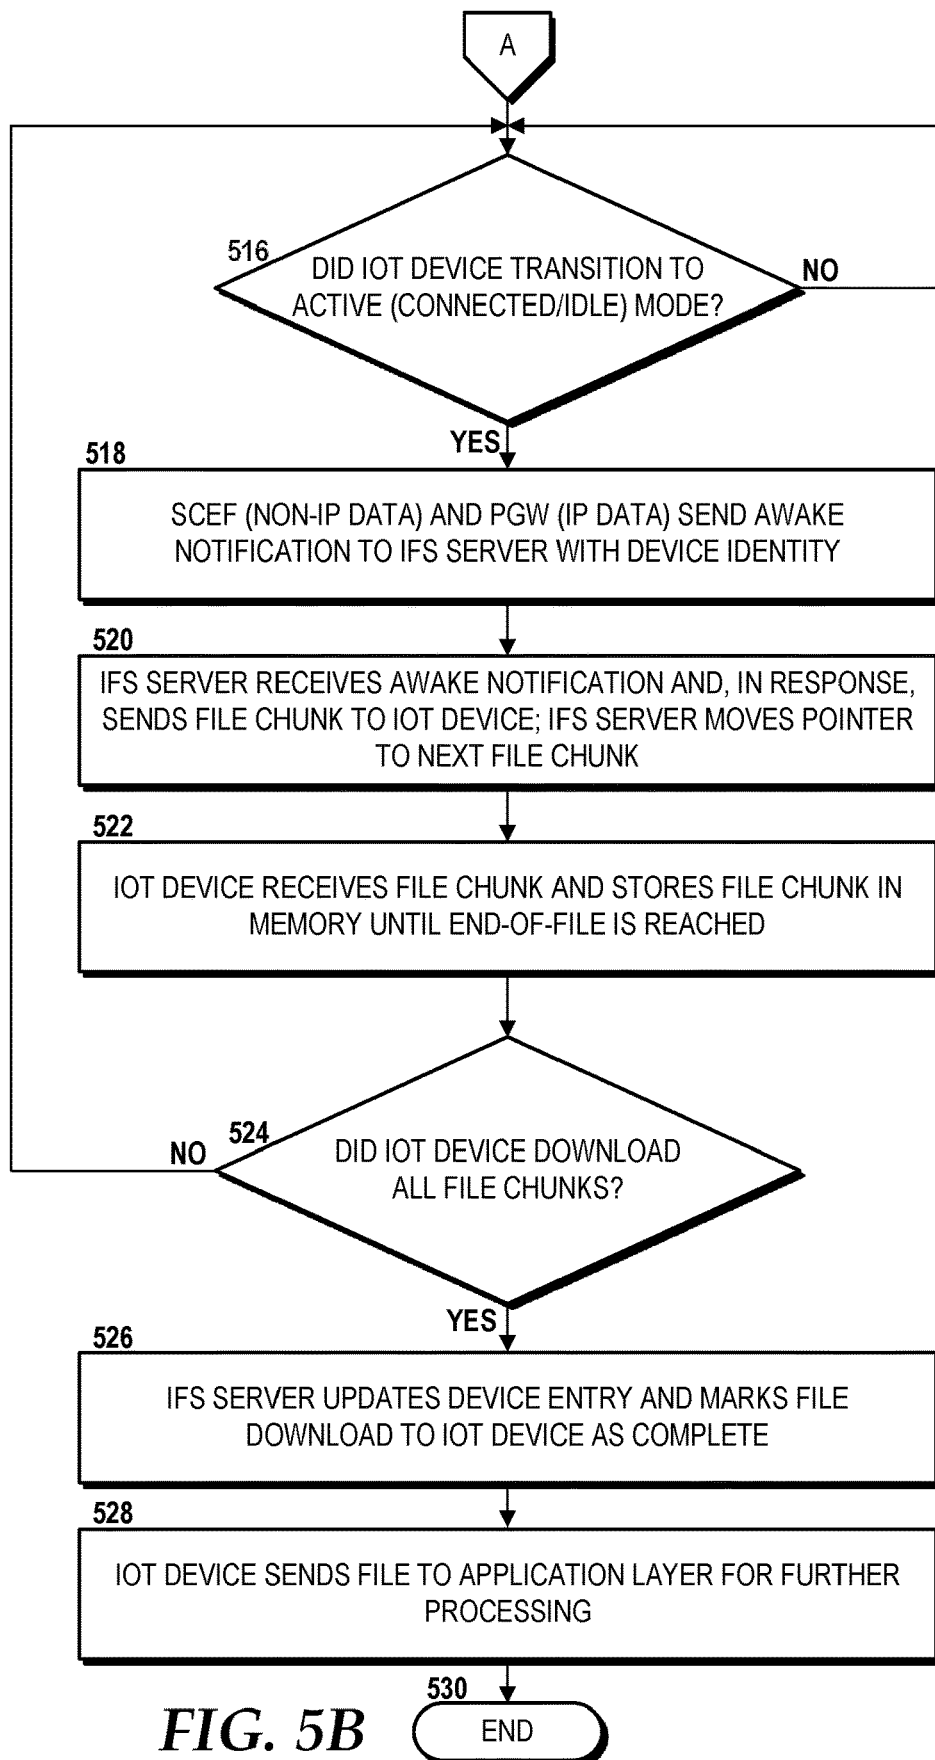 A
516
DID IOT DEVICE TRANSITION TO
ACTIVE (CONNECTED/IDLE) MODE?
NO
YES
518
SCEF (NON-IP DATA) AND PGW (IP DATA) SEND AWAKE
NOTIFICATION TO IFS SERVER WITH DEVICE IDENTITY
520
IFS SERVER RECEIVES AWAKE NOTIFICATION AND, IN RESPONSE,
SENDS FILE CHUNK TO IOT DEVICE; IFS SERVER MOVES POINTER
TO NEXT FILE CHUNK
522
IOT DEVICE RECEIVES FILE CHUNK AND STORES FILE CHUNK IN
MEMORY UNTIL END-OF-FILE IS REACHED
524
NO
DID IOT DEVICE DOWNLOAD
ALL FILE CHUNKS?
YES
526
IFS SERVER UPDATES DEVICE ENTRY AND MARKS FILE
DOWNLOAD TO IOT DEVICE AS COMPLETE
528
IOT DEVICE SENDS FILE TO APPLICATION LAYER FOR FURTHER
PROCESSING
530
END
FIG. 5B